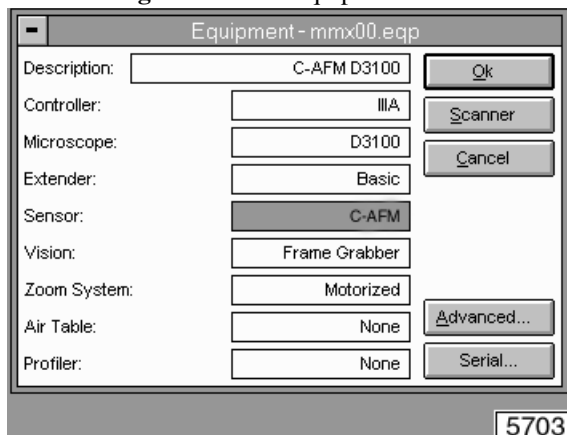 Equipment - mmx00.eqp
Description: C-AFM D3100
Ok
Controller: IIIA
Scanner
Microscope: D3100
Cancel
Extender: Basic
Sensor: C-AFM
Vision: Frame Grabber
Zoom System: Motorized
Air Table: None
Advanced...
Profiler: None
Serial...
5703